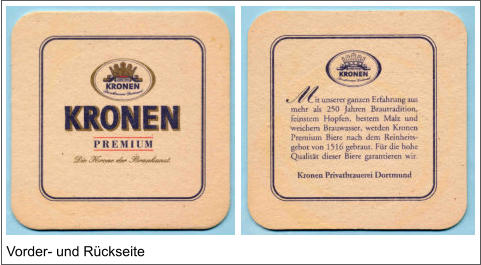 KRONEN
KRONEN
PREMIUM
Die Krone der Braukunst.
KRONEN
Mit unserer ganzen Erfahrung aus
mehr als 250 Jahren Brautradition,
feinstem Hopfen, bestem Malz und
weichem Brauwasser, werden Kronen
Premium Biere nach dem Reinheits-
gebot von 1516 gebraut. Für die hohe
Qualität dieser Biere garantieren wir.
Kronen Privatbrauerei Dortmund
Vorder- und Rückseite